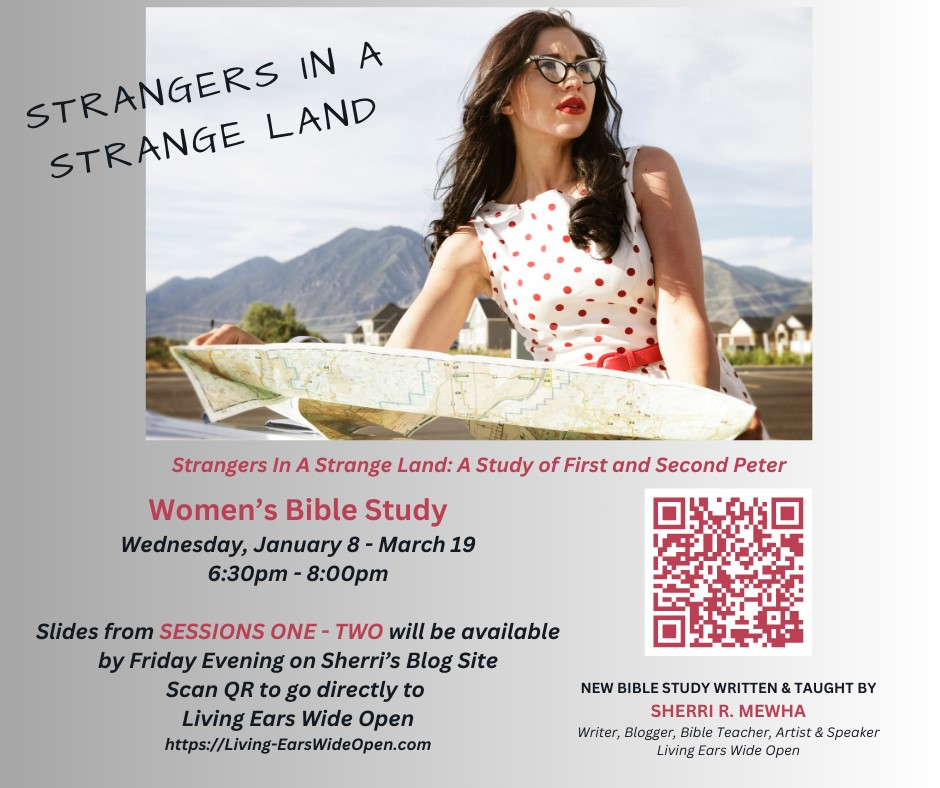 STRANGERS IN A
STRANGE LAND
Strangers In A Strange Land: A Study of First and Second Peter
Women's Bible Study
Wednesday, January 8 - March 19
6:30pm - 8:00pm
Slides from SESSIONS ONE - TWO will be available
by Friday Evening on Sherri's Blog Site
Scan QR to go directly to
Living Ears Wide Open
https://Living-EarsWideOpen.com
NEW BIBLE STUDY WRITTEN & TAUGHT BY
SHERRI R. MEWHA
Writer, Blogger, Bible Teacher, Artist & Speaker
Living Ears Wide Open